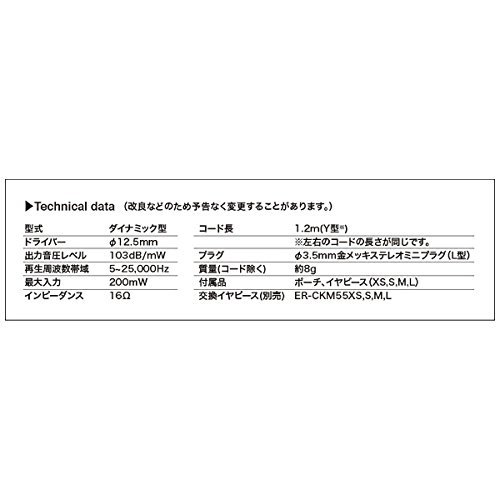 ▶Technical data （改良などのため予告なく変更することがあります。）
型式 ダイナミック型
ドライバー φ12.5mm
出力音圧レベル 103dB/mW
再生周波数帯域 5~25,000Hz
最大入力 200mW
インピーダンス 16Ω
コード長 1.2m(Y型※)
※左右のコードの長さが同じです。
プラグ φ3.5mm金メッキステレオミニプラグ(L型)
質量(コード除く) 約8g
付属品 ポーチ、イヤピース(XS,S,M,L)
交換イヤピース(別売) ER-CKM55XS,S,M,L